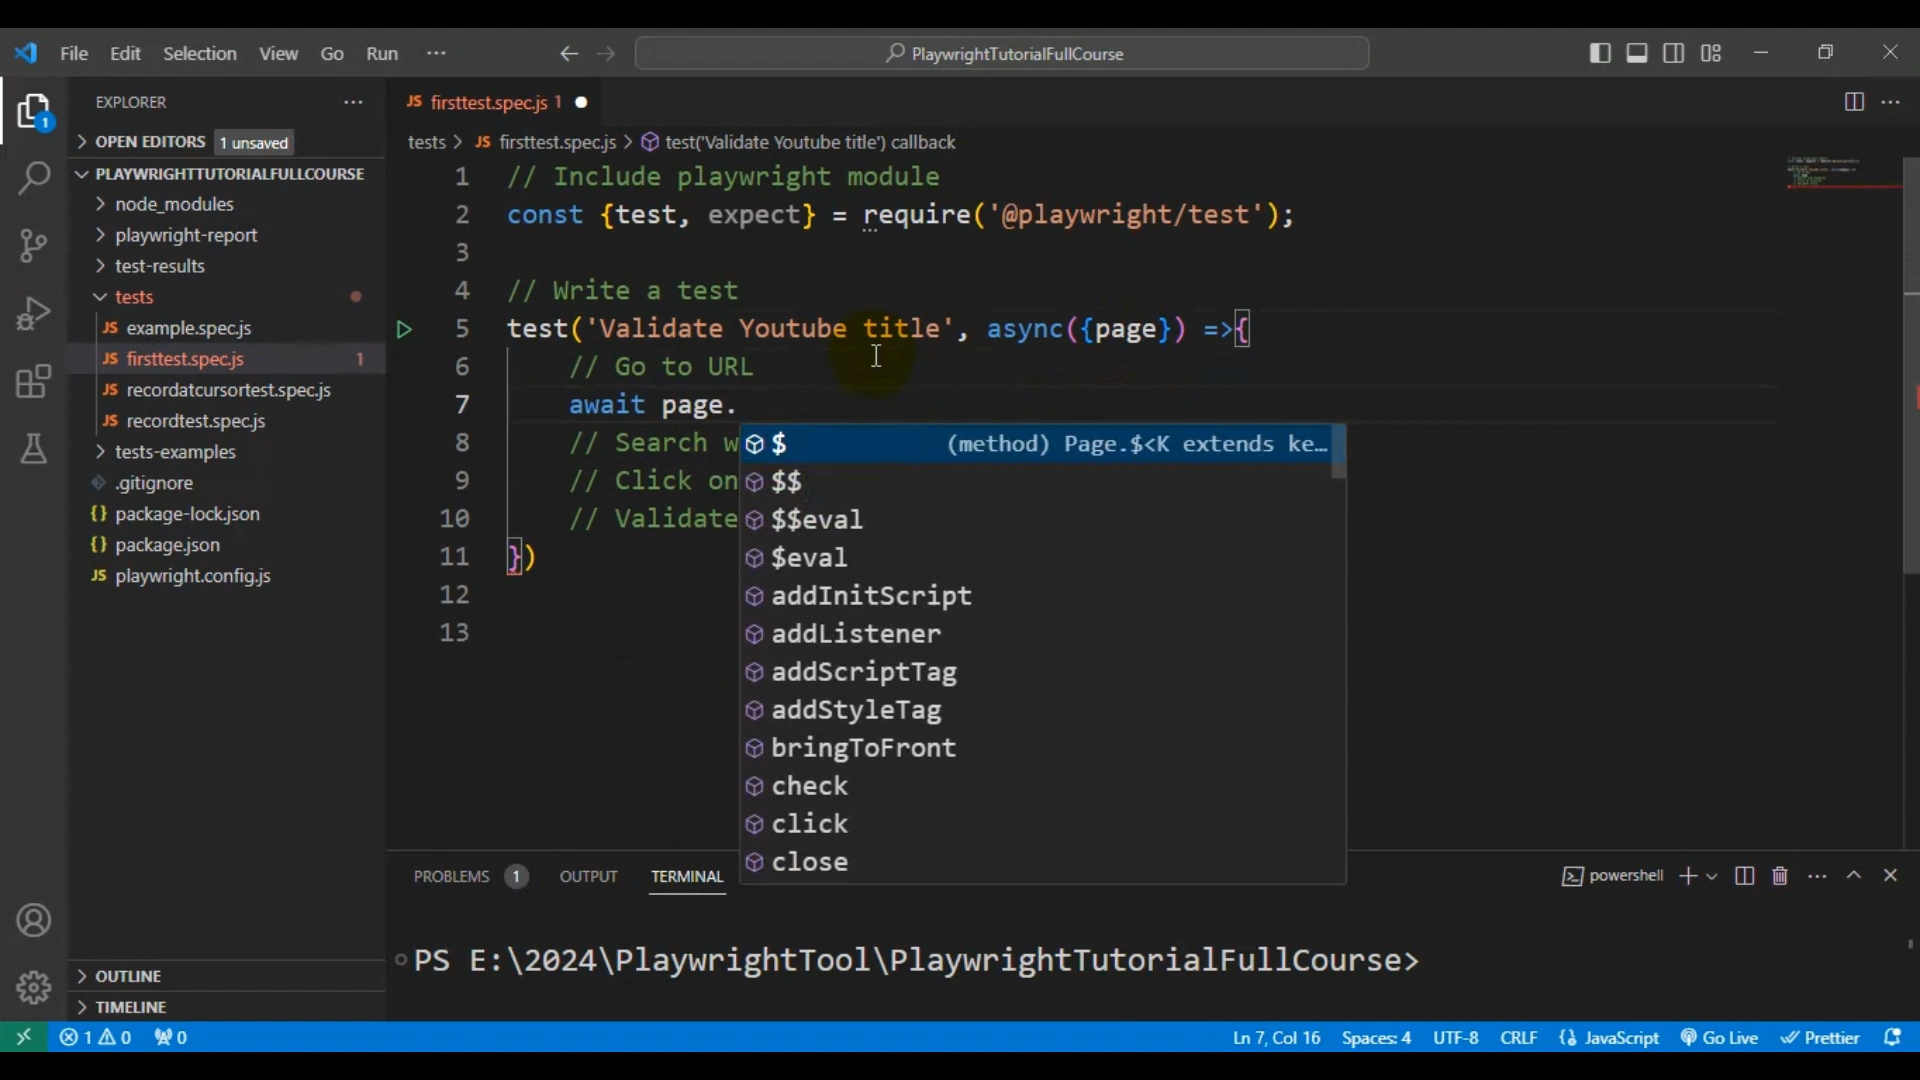 File Edit Selection View Go Run ··· PlaywrightTutorialFullCourse
EXPLORER ···
OPEN EDITORS 1 unsaved
PLAYWRIGHTTUTORIALFULLCOURSE
node_modules
playwright-report
test-results
tests
JS example.spec.js
JS firsttest.spec.js 1
JS recordatcursortest.spec.js
JS recordtest.spec.js
tests-examples
.gitignore
{} package-lock.json
{} package.json
JS playwright.config.js
OUTLINE
TIMELINE
1
JS firsttest.spec.js 1
tests > JS firsttest.spec.js > test('Validate Youtube title') callback
1 // Include playwright module
2 const {test, expect} = require('@playwright/test');
3
4 // Write a test
5 test('Validate Youtube title', async({page}) =>{
6 // Go to URL
7 await page.
8 // Search w
9 // Click on
10 // Validate
11 })
12
13
$ (method) Page.$<K extends ke…
$$
$$eval
$eval
addInitScript
addListener
addScriptTag
addStyleTag
bringToFront
check
click
close
PROBLEMS 1 OUTPUT TERMINAL powershell
PS E:\2024\PlaywrightTool\PlaywrightTutorialFullCourse>
1 0 0 Ln 7, Col 16 Spaces: 4 UTF-8 CRLF JavaScript Go Live Prettier